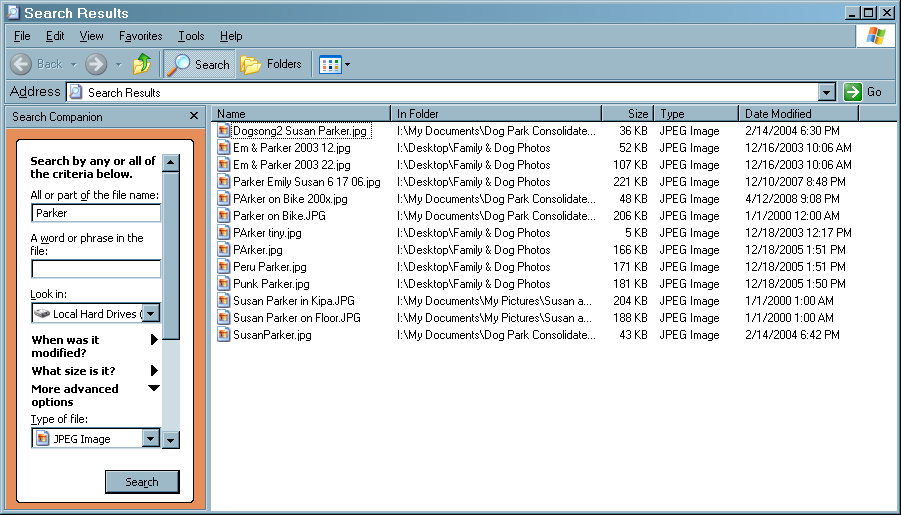 Search Results
File Edit View Favorites Tools Help
Back Search Folders
Address Search Results Go
Search Companion
Search by any or all of
the criteria below.
All or part of the file name:
Parker
A word or phrase in the
file:
Look in:
Local Hard Drives (
When was it
modified?
What size is it?
More advanced
options
Type of file:
JPEG Image
Search
Name In Folder Size Type Date Modified
Dogsong2 Susan Parker.jpg I:\My Documents\Dog Park Consolidate... 36 KB JPEG Image 2/14/2004 6:30 PM
Em & Parker 2003 12.jpg I:\Desktop\Family & Dog Photos 52 KB JPEG Image 12/16/2003 10:06 AM
Em & Parker 2003 22.jpg I:\Desktop\Family & Dog Photos 107 KB JPEG Image 12/16/2003 10:06 AM
Parker Emily Susan 6 17 06.jpg I:\Desktop\Family & Dog Photos 221 KB JPEG Image 12/10/2007 8:48 PM
PArker on Bike 200x.jpg I:\Desktop\Family & Dog Photos 48 KB JPEG Image 4/12/2008 9:08 PM
Parker on Bike.JPG I:\Desktop\Family & Dog Photos 206 KB JPEG Image 1/1/2000 12:00 AM
PArker tiny.jpg I:\Desktop\Family & Dog Photos 5 KB JPEG Image 12/18/2003 12:17 PM
PArker.jpg I:\Desktop\Family & Dog Photos 166 KB JPEG Image 12/18/2005 1:51 PM
Peru Parker.jpg I:\Desktop\Family & Dog Photos 171 KB JPEG Image 12/18/2005 1:51 PM
Punk Parker.jpg I:\Desktop\Family & Dog Photos 181 KB JPEG Image 12/18/2005 1:50 PM
Susan Parker in Kipa.JPG I:\My Documents\My Pictures\Susan a... 204 KB JPEG Image 1/1/2000 1:00 AM
Susan Parker on Floor.JPG I:\My Documents\My Pictures\Susan a... 188 KB JPEG Image 1/1/2000 1:00 AM
SusanParker.jpg I:\My Documents\Dog Park Consolidate... 43 KB JPEG Image 2/14/2004 6:42 PM